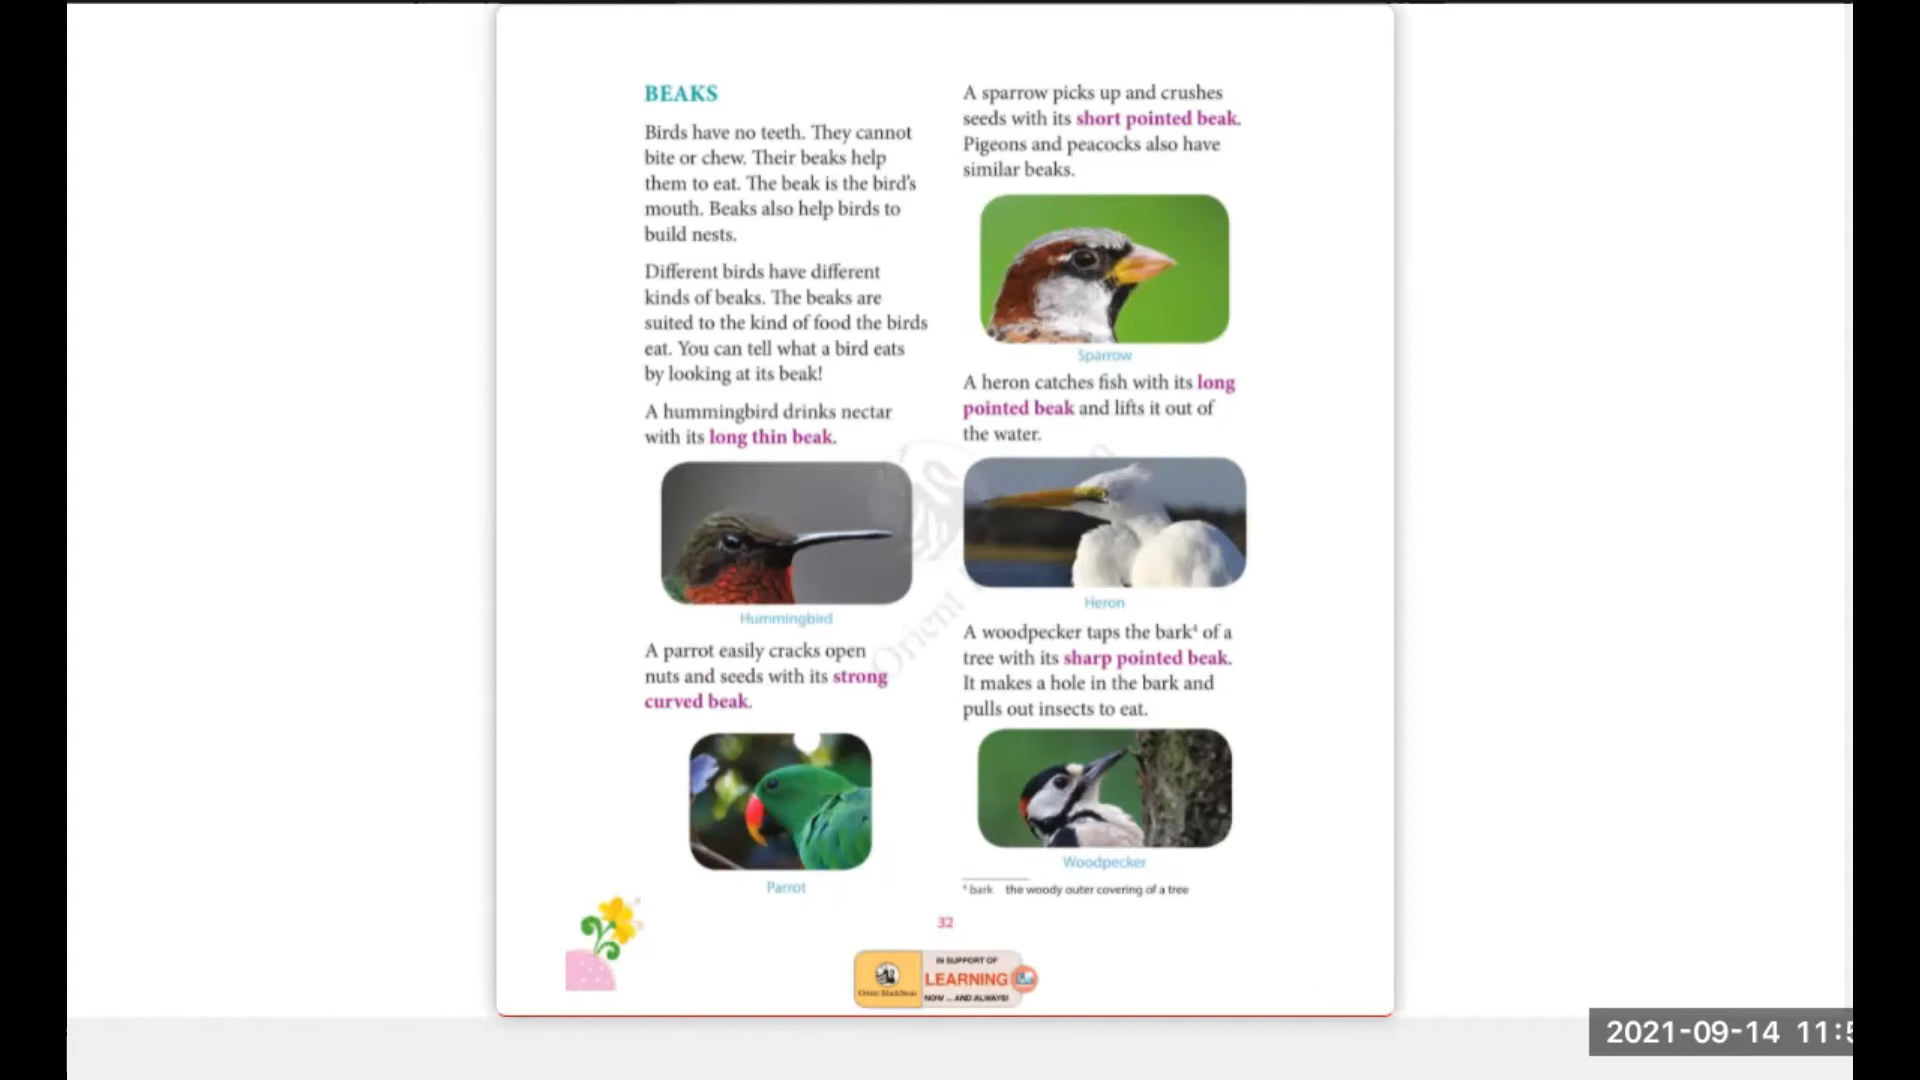 BEAKS
Birds have no teeth. They cannot
bite or chew. Their beaks help
them to eat. The beak is the bird's
mouth. Beaks also help birds to
build nests.
Different birds have different
kinds of beaks. The beaks are
suited to the kind of food the birds
eat. You can tell what a bird eats
by looking at its beak!
A hummingbird drinks nectar
with its long thin beak.
Hummingbird
A parrot easily cracks open
nuts and seeds with its strong
curved beak.
Parrot
A sparrow picks up and crushes
seeds with its short pointed beak.
Pigeons and peacocks also have
similar beaks.
Sparrow
A heron catches fish with its long
pointed beak and lifts it out of
the water.
Heron
A woodpecker taps the bark⁴ of a
tree with its sharp pointed beak.
It makes a hole in the bark and
pulls out insects to eat.
Woodpecker
⁴ bark the woody outer covering of a tree
32
Orient BlackSwan
IN SUPPORT OF
LEARNING
NOW ... AND ALWAYS!
Orient
2021-09-14 11:5